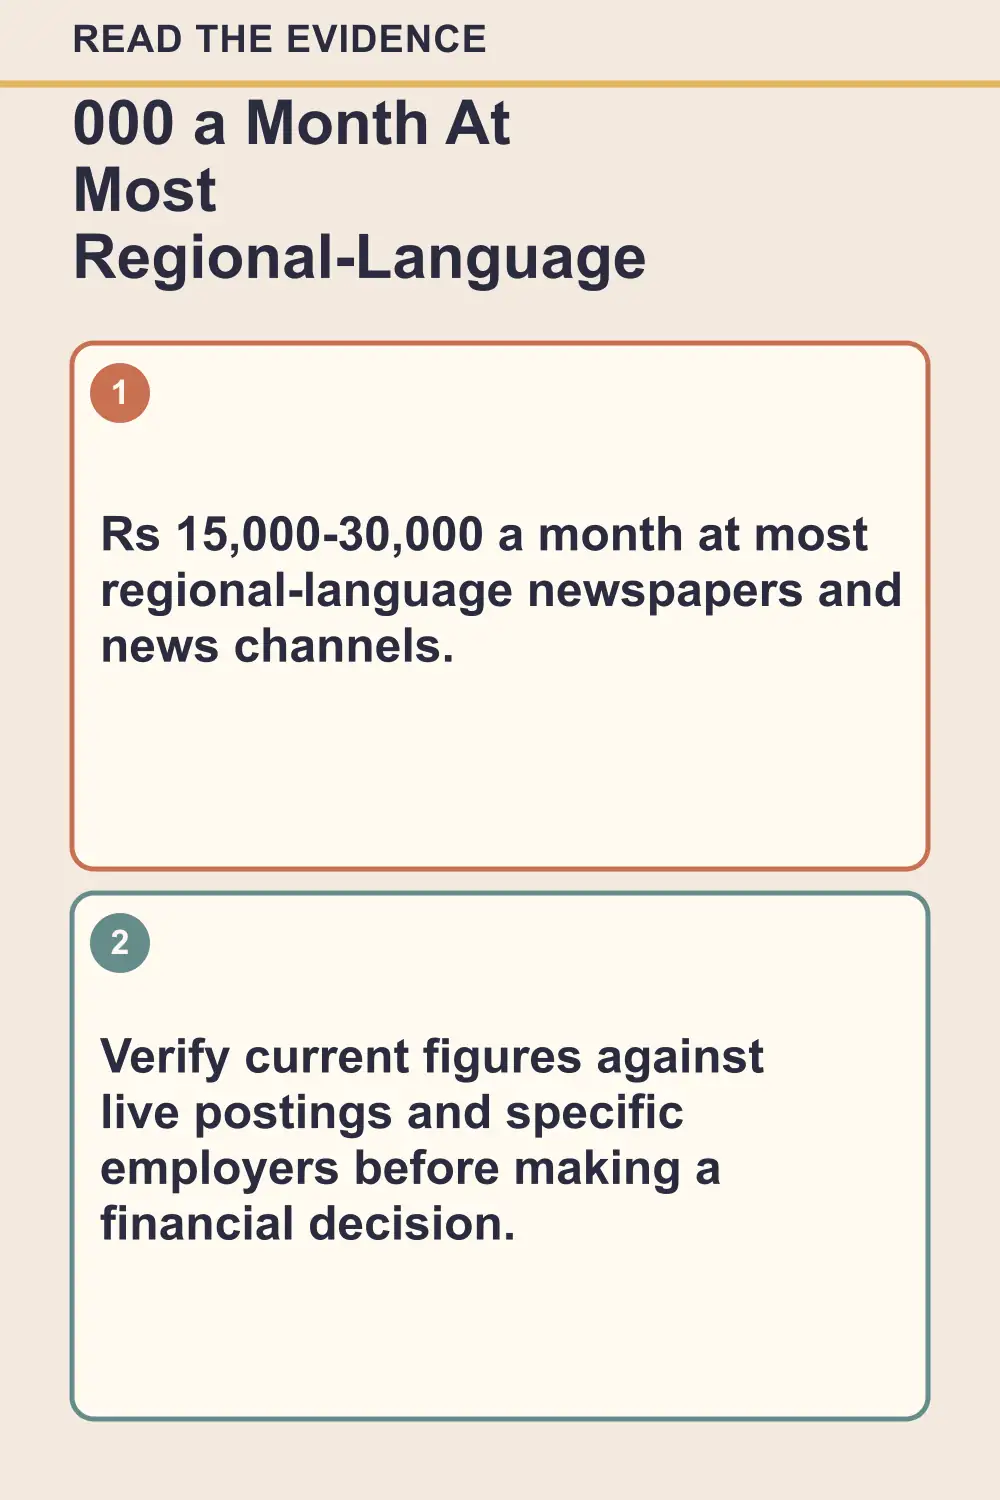 READ THE EVIDENCE
000 a Month At
Most
Regional-Language
1
Rs 15,000-30,000 a month at most
regional-language newspapers and
news channels.
2
Verify current figures against
live postings and specific
employers before making a
financial decision.